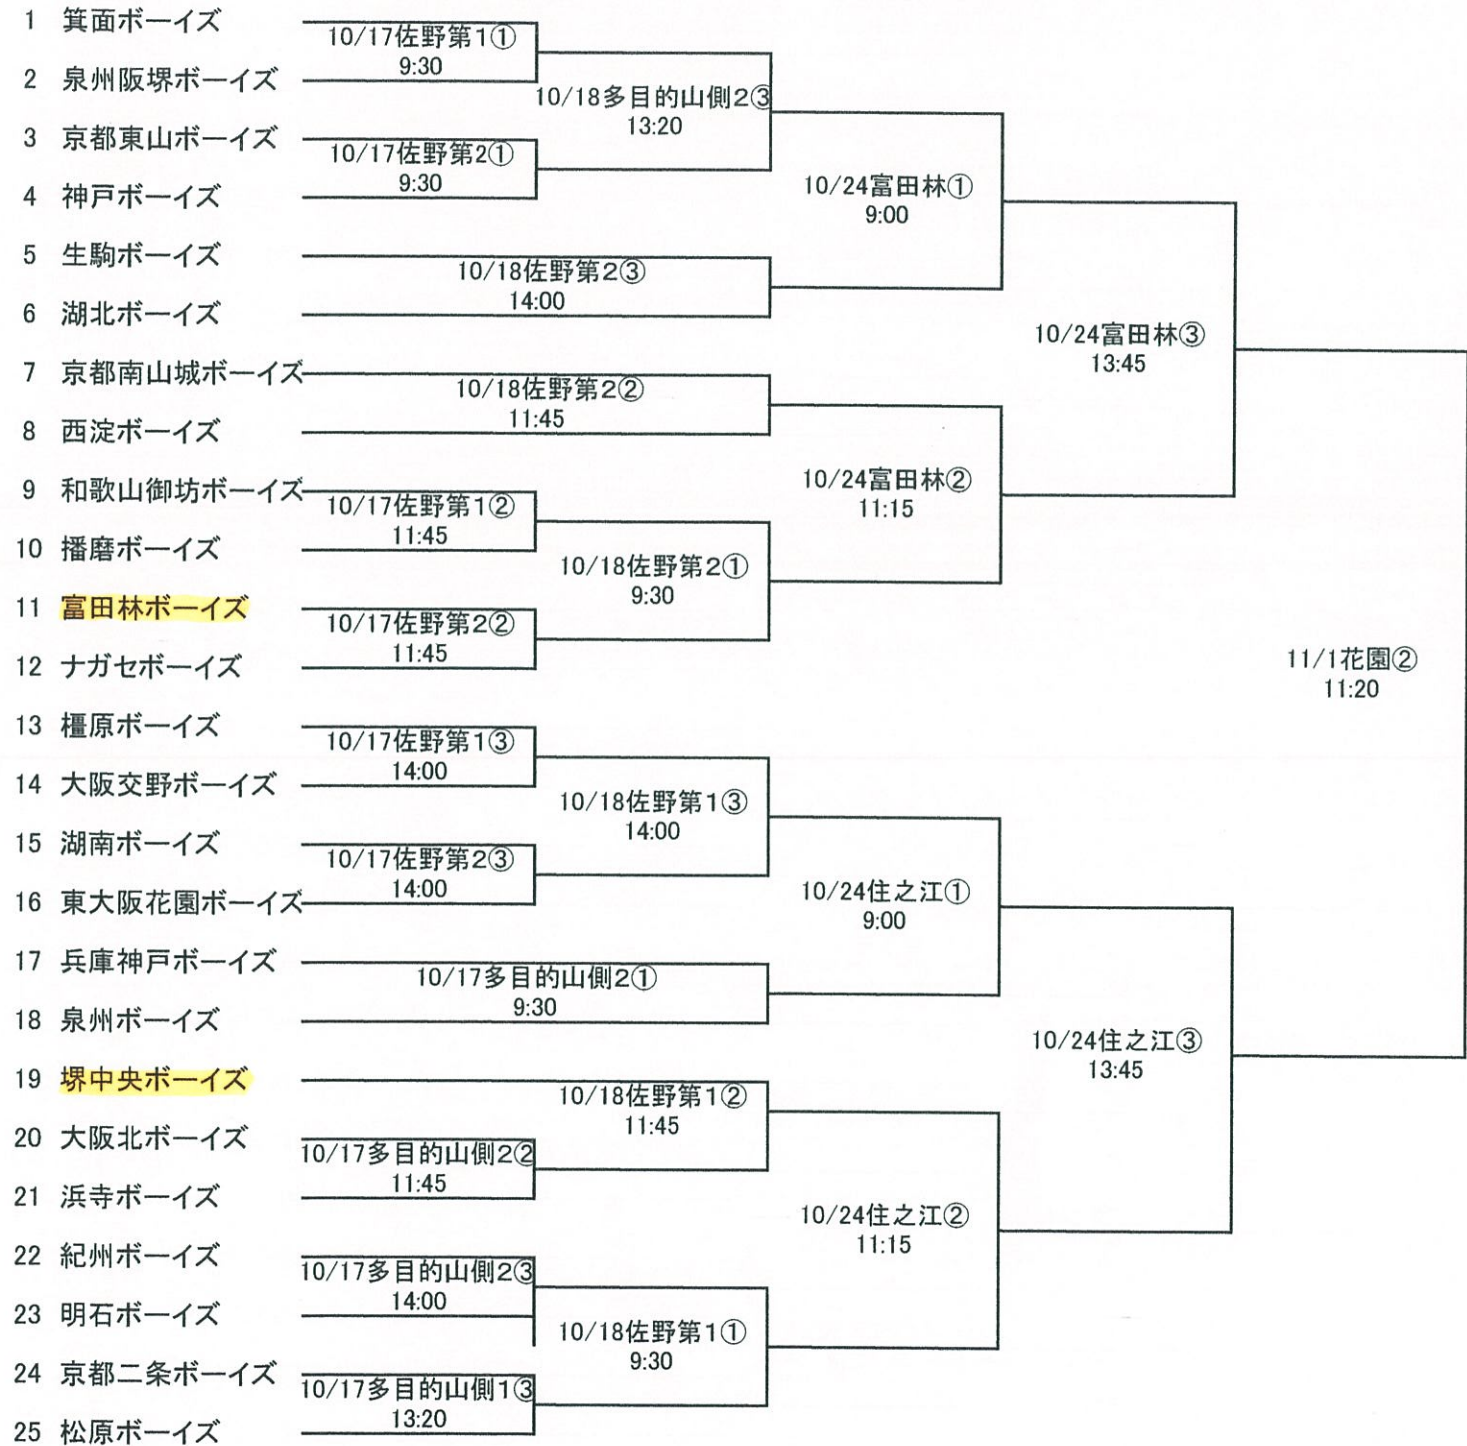 1 箕面ボーイズ
10/17佐野第1①
9:30
2 泉州阪堺ボーイズ
10/18多目的山側2③
13:20
3 京都東山ボーイズ
10/17佐野第2①
9:30
4 神戸ボーイズ
10/24富田林①
9:00
5 生駒ボーイズ
10/18佐野第2③
14:00
6 湖北ボーイズ
10/24富田林③
13:45
7 京都南山城ボーイズ
10/18佐野第2②
11:45
8 西淀ボーイズ
10/24富田林②
11:15
9 和歌山御坊ボーイズ
10/17佐野第1②
11:45
10 播磨ボーイズ
10/18佐野第2①
9:30
11 富田林ボーイズ
10/17佐野第2②
11:45
12 ナガセボーイズ
11/1花園②
11:20
13 橿原ボーイズ
10/17佐野第1③
14:00
14 大阪交野ボーイズ
10/18佐野第1③
14:00
15 湖南ボーイズ
10/17佐野第2③
14:00
16 東大阪花園ボーイズ
10/24住之江①
9:00
17 兵庫神戸ボーイズ
10/17多目的山側2①
9:30
18 泉州ボーイズ
10/24住之江③
13:45
19 堺中央ボーイズ
10/18佐野第1②
11:45
20 大阪北ボーイズ
10/17多目的山側2②
11:45
21 浜寺ボーイズ
10/24住之江②
11:15
22 紀州ボーイズ
10/17多目的山側2③
14:00
23 明石ボーイズ
10/18佐野第1①
9:30
24 京都二条ボーイズ
10/17多目的山側1③
13:20
25 松原ボーイズ